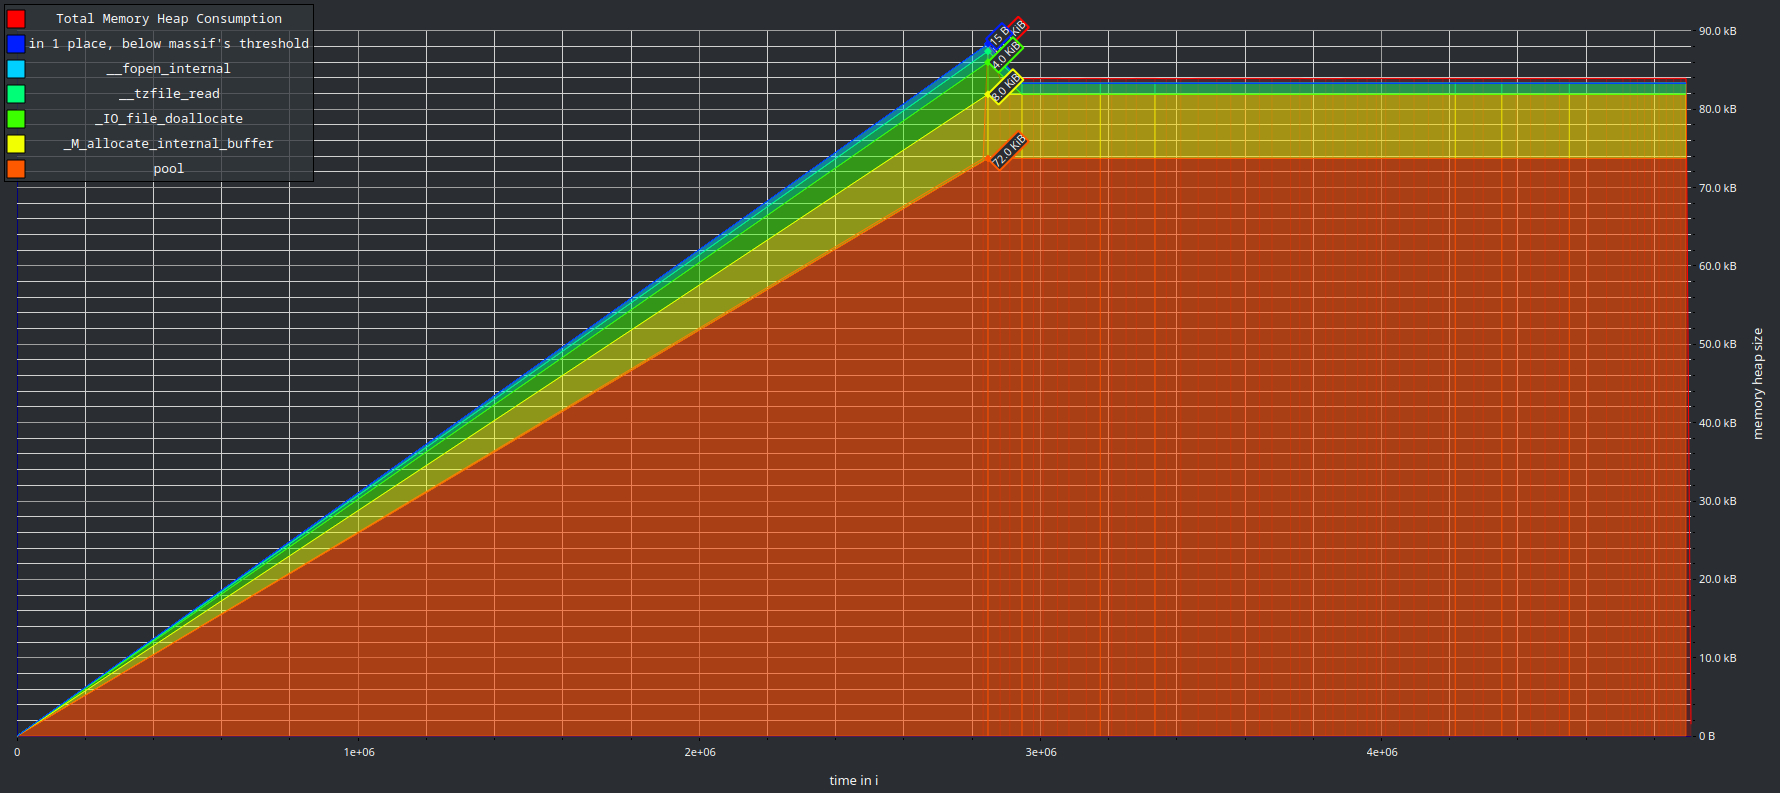 Total Memory Heap Consumption
in 1 place, below massif's threshold
__fopen_internal
__tzfile_read
_IO_file_doallocate
_M_allocate_internal_buffer
pool
KiB
15 B
4.0 KiB
8.0 KiB
72.0 KiB
90.0 kB
80.0 kB
70.0 kB
60.0 kB
50.0 kB
40.0 kB
30.0 kB
20.0 kB
10.0 kB
0 B
memory heap size
0
1e+06
2e+06
3e+06
4e+06
time in i